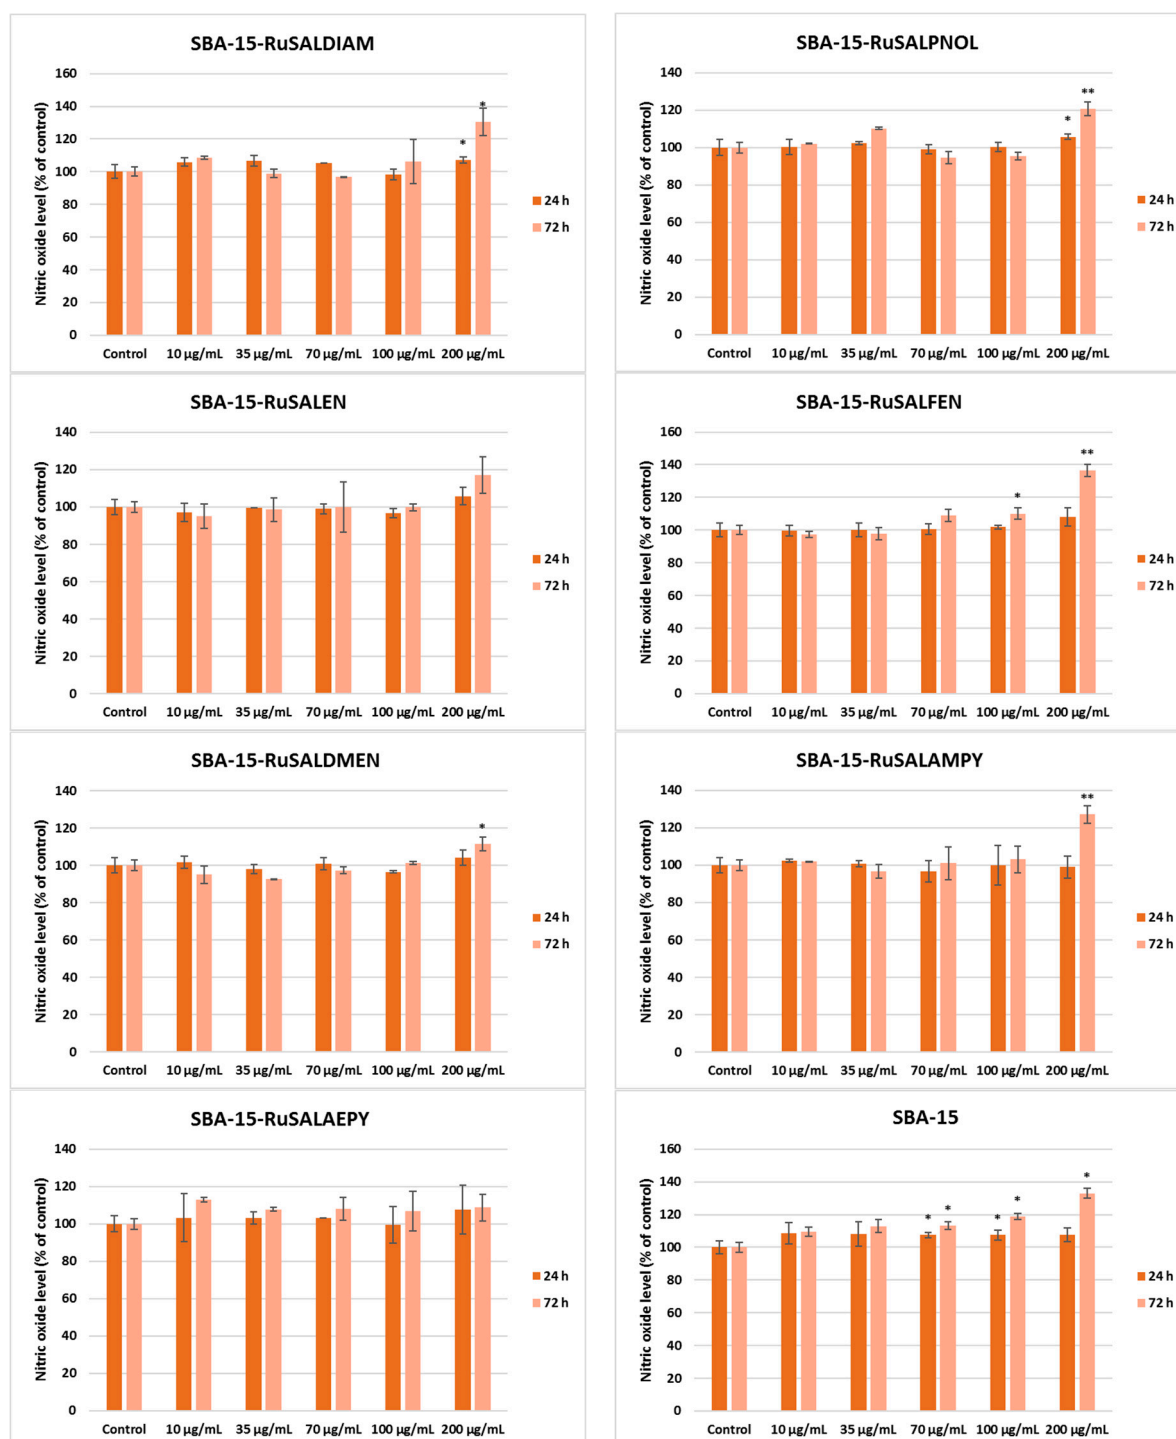 SBA-15-RuSALDIAM
Nitric oxide level (% of control)
160
140
120
100
80
60
40
20
0
*
*
Control 10 µg/mL 35 µg/mL 70 µg/mL 100 µg/mL 200 µg/mL
24 h
72 h
SBA-15-RuSALPNOL
Nitric oxide level (% of control)
140
120
100
80
60
40
20
0
*
**
Control 10 µg/mL 35 µg/mL 70 µg/mL 100 µg/mL 200 µg/mL
24 h
72 h
SBA-15-RuSALEN
Nitric oxide level (% of control)
140
120
100
80
60
40
20
0
Control 10 µg/mL 35 µg/mL 70 µg/mL 100 µg/mL 200 µg/mL
24 h
72 h
SBA-15-RuSALFEN
Nitric oxide level (% of control)
160
140
120
100
80
60
40
20
0
*
**
Control 10 µg/mL 35 µg/mL 70 µg/mL 100 µg/mL 200 µg/mL
24 h
72 h
SBA-15-RuSALDMEN
Nitric oxide level (% of control)
140
120
100
80
60
40
20
0
*
Control 10 µg/mL 35 µg/mL 70 µg/mL 100 µg/mL 200 µg/mL
24 h
72 h
SBA-15-RuSALAMPY
Nitric oxide level (% of control)
140
120
100
80
60
40
20
0
**
Control 10 µg/mL 35 µg/mL 70 µg/mL 100 µg/mL 200 µg/mL
24 h
72 h
SBA-15-RuSALAEPY
Nitric oxide level (% of control)
140
120
100
80
60
40
20
0
Control 10 µg/mL 35 µg/mL 70 µg/mL 100 µg/mL 200 µg/mL
24 h
72 h
SBA-15
Nitric oxide level (% of control)
160
140
120
100
80
60
40
20
0
* * * * *
Control 10 µg/mL 35 µg/mL 70 µg/mL 100 µg/mL 200 µg/mL
24 h
72 h